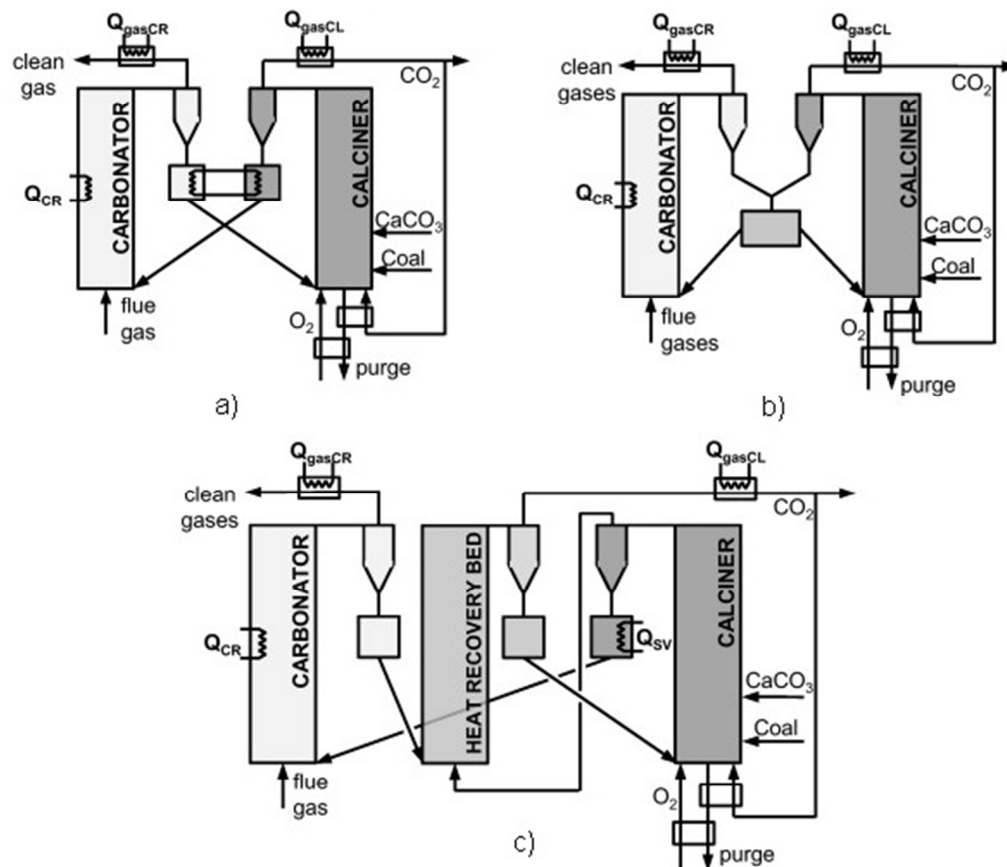 QgasCR
QgasCL
clean
gas
CO2
CARBONATOR
CALCINER
QCR
CaCO3
Coal
flue
gas
O2
purge
a)
QgasCR
QgasCL
clean
gases
CO2
CARBONATOR
CALCINER
QCR
CaCO3
Coal
flue
gases
O2
purge
b)
QgasCR
QgasCL
clean
gases
CO2
CARBONATOR
HEAT RECOVERY BED
CALCINER
QCR
QSV
CaCO3
Coal
flue
gas
O2
purge
c)